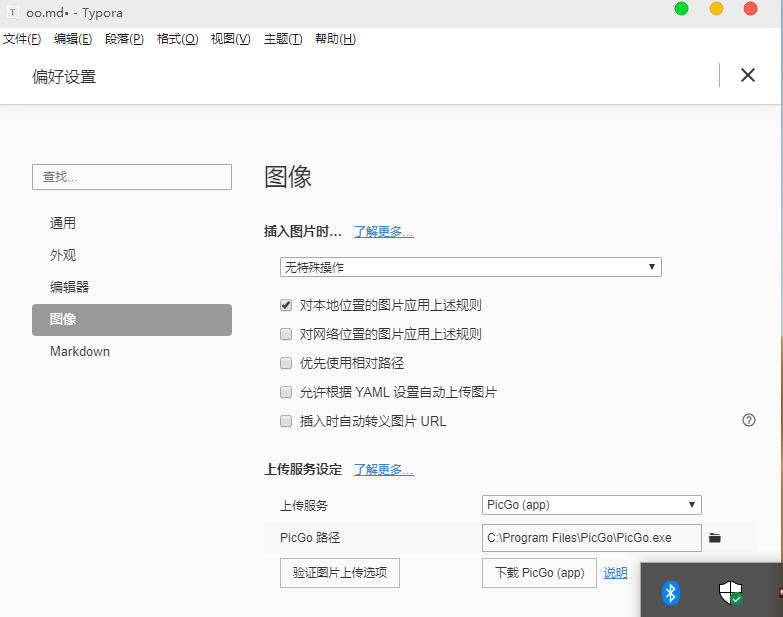 T oo.md• - Typora
文件(F) 编辑(E) 段落(P) 格式(O) 视图(V) 主题(T) 帮助(H)
偏好设置
查找...
通用
外观
编辑器
图像
Markdown
图像
插入图片时... 了解更多...
无特殊操作
对本地位置的图片应用上述规则
对网络位置的图片应用上述规则
优先使用相对路径
允许根据 YAML 设置自动上传图片
插入时自动转义图片 URL
上传服务设定 了解更多...
上传服务 PicGo (app)
PicGo 路径 C:\Program Files\PicGo\PicGo.exe
验证图片上传选项 下载 PicGo (app) 说明